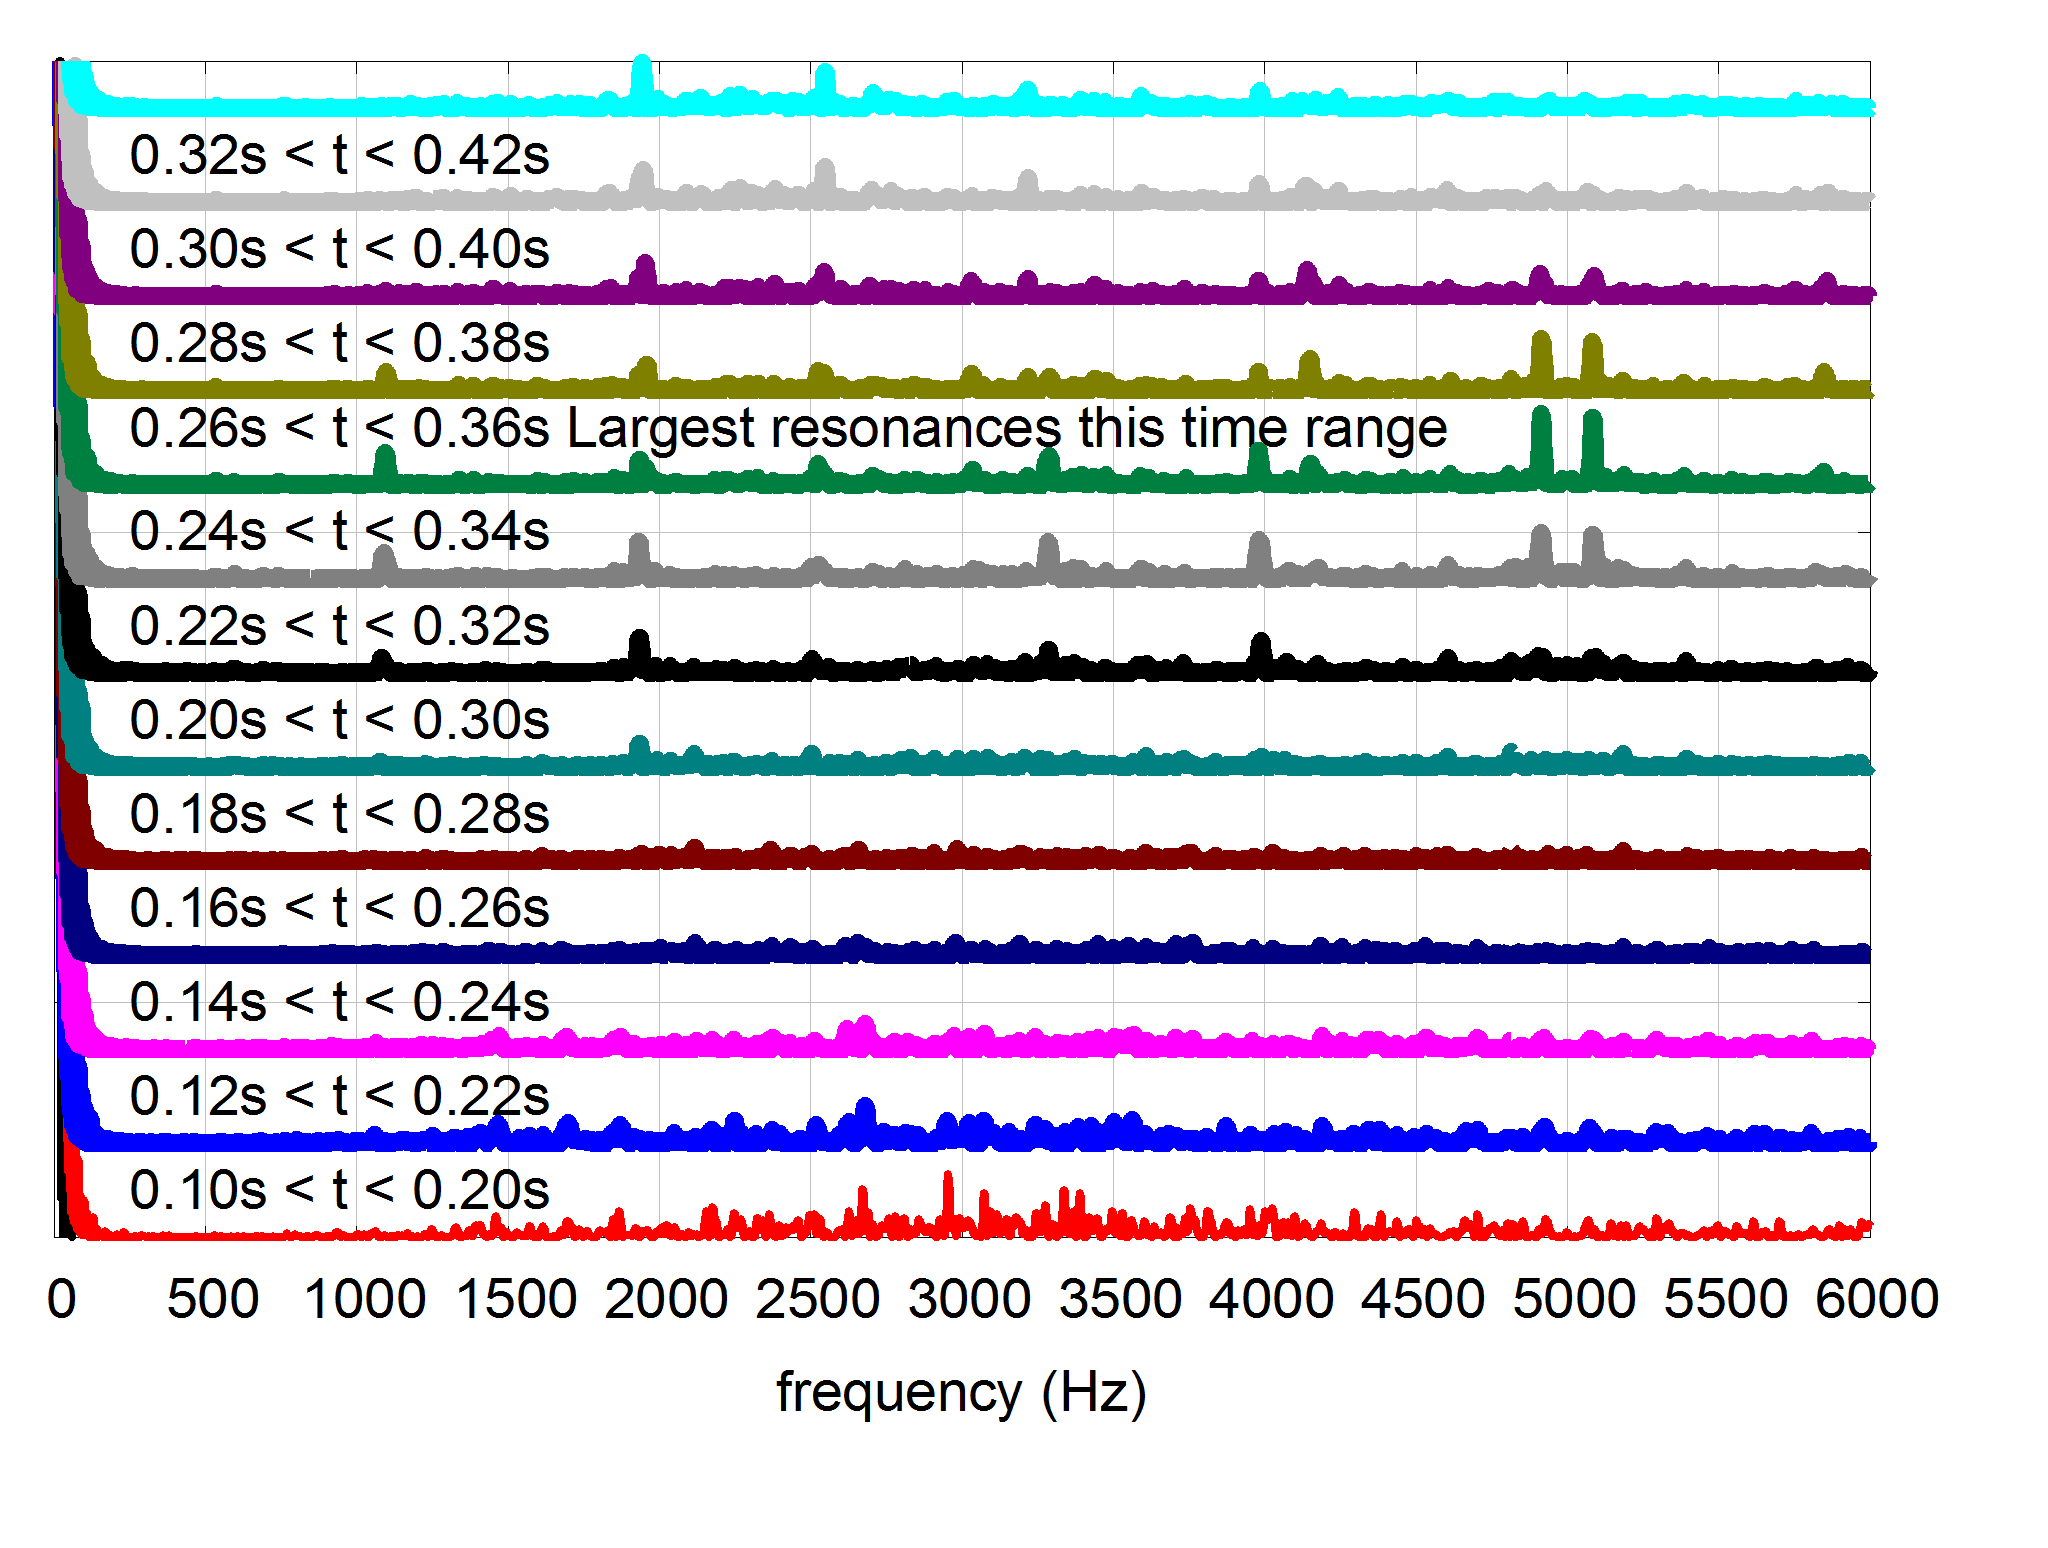 0.32s < t < 0.42s
0.30s < t < 0.40s
0.28s < t < 0.38s
0.26s < t < 0.36s Largest resonances this time range
0.24s < t < 0.34s
0.22s < t < 0.32s
0.20s < t < 0.30s
0.18s < t < 0.28s
0.16s < t < 0.26s
0.14s < t < 0.24s
0.12s < t < 0.22s
0.10s < t < 0.20s
0 500 1000 1500 2000 2500 3000 3500 4000 4500 5000 5500 6000
frequency (Hz)